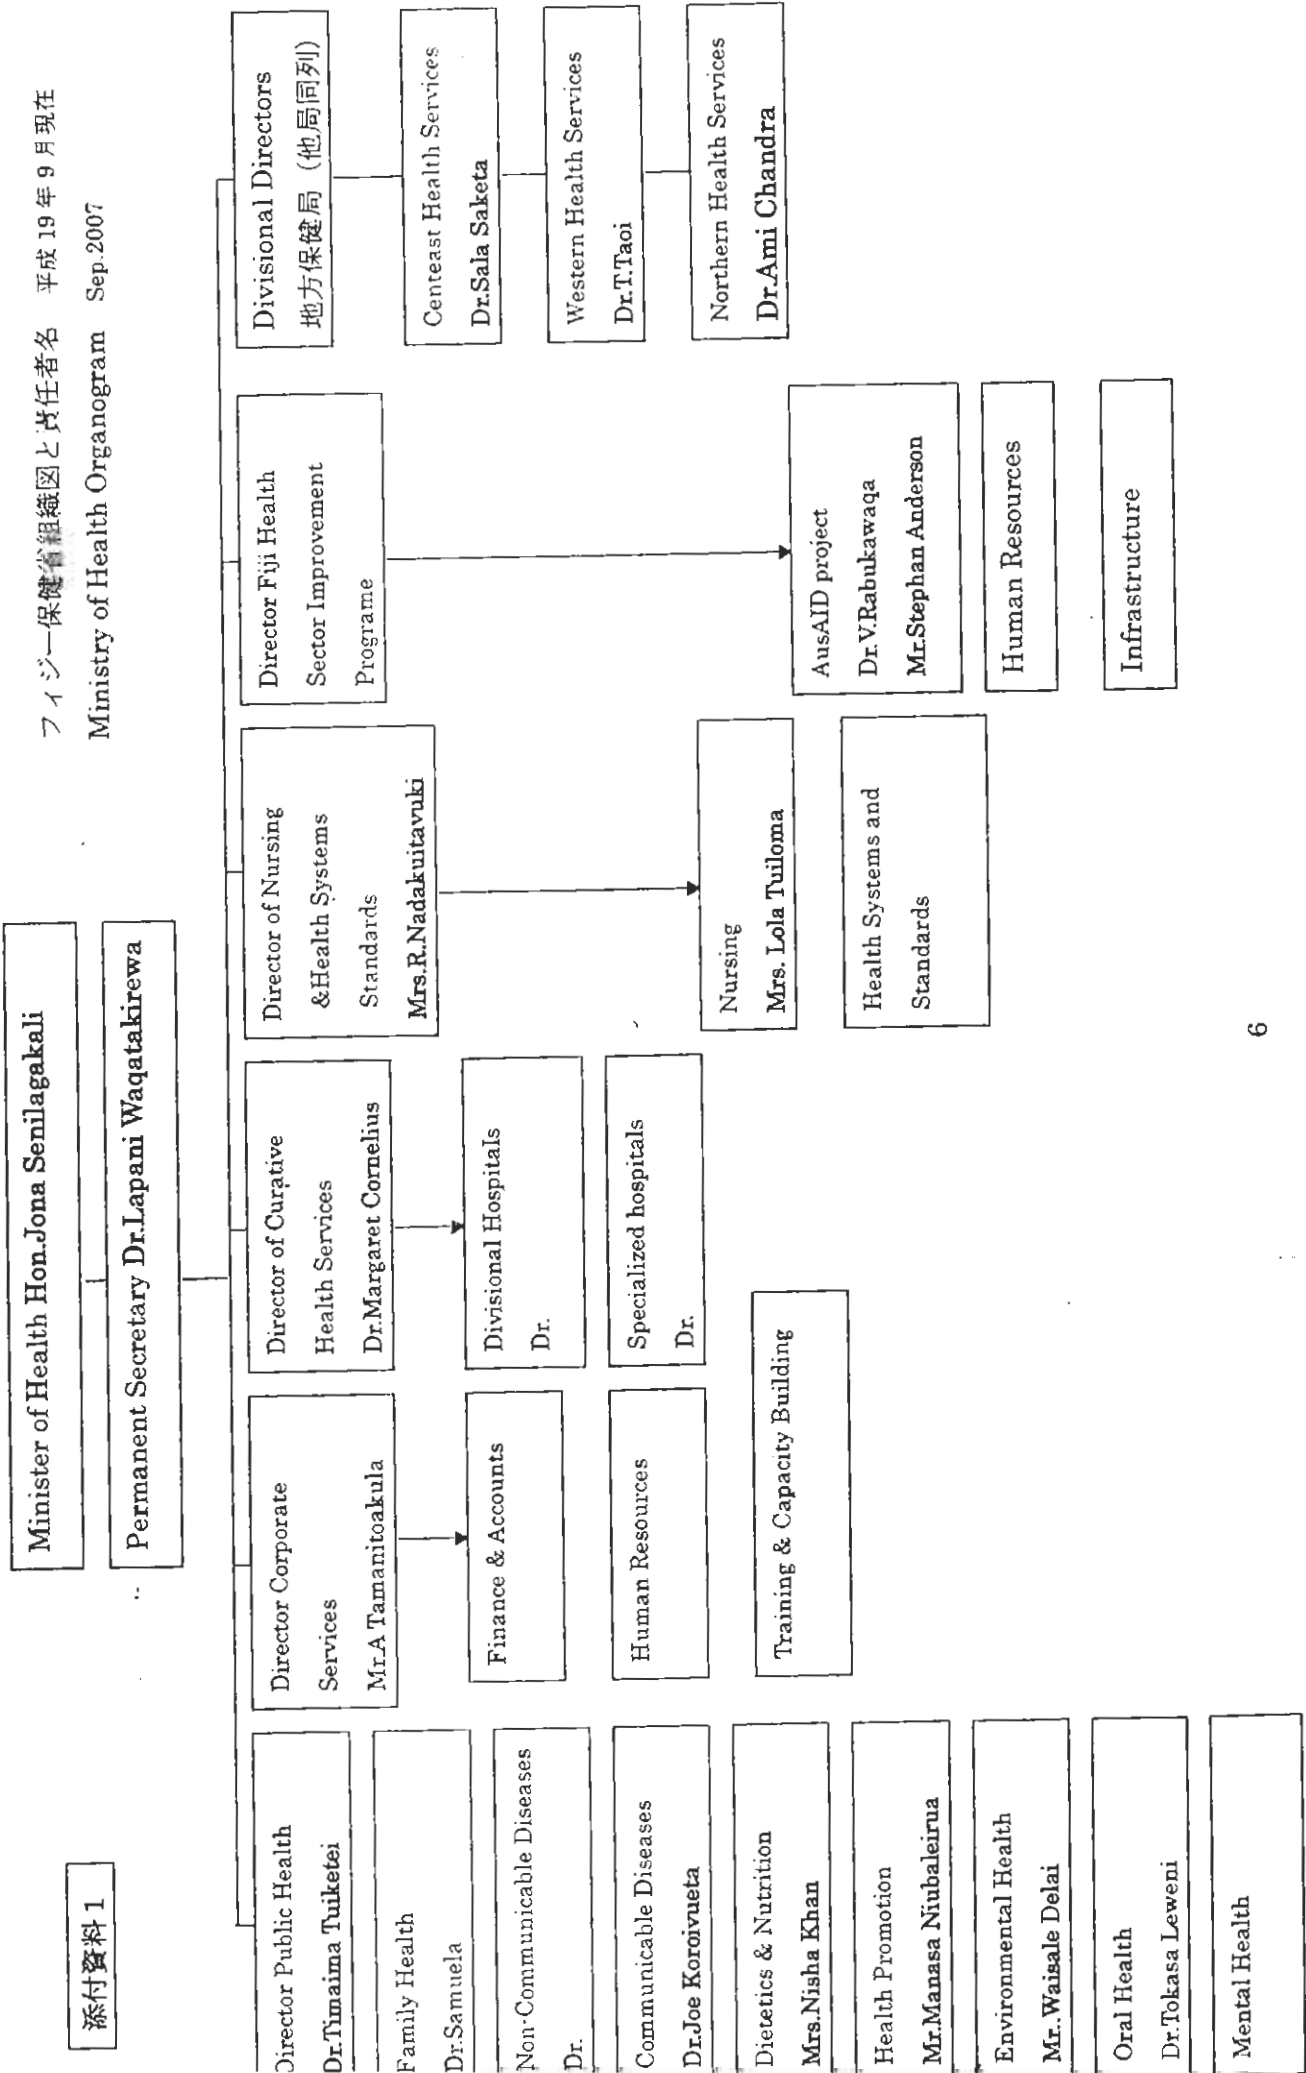 添付資料 1
フィジー保健省組織図と責任者名 平成 19 年 9 月現在
Ministry of Health Organogram Sep.2007
Minister of Health Hon.Jona Senilagakali
Permanent Secretary Dr.Lapani Waqatakirewa
Director Public Health
Dr.Timaima Tuiketei
Family Health
Dr.Samuela
Non-Communicable Diseases
Dr.
Communicable Diseases
Dr.Joe Koroivueta
Dietetics & Nutrition
Mrs.Nisha Khan
Health Promotion
Mr.Manasa Niubaleirua
Environmental Health
Mr..Waisale Delai
Oral Health
Dr.Tokasa Leweni
Mental Health
Director Corporate
Services
Mr.A Tamanitoakula
Finance & Accounts
Human Resources
Training & Capacity Building
Director of Curative
Health Services
Dr.Margaret Cornelius
Divisional Hospitals
Dr.
Specialized hospitals
Dr.
Director of Nursing
&Health Systems
Standards
Mrs.R.Nadakuitavuki
Nursing
Mrs. Lola Tuiloma
Health Systems and
Standards
Director Fiji Health
Sector Improvement
Programe
AusAID project
Dr.V.Rabukawaqa
Mr.Stephan Anderson
Human Resources
Infrastructure
Divisional Directors
地方保健局（他局同列）
Centeast Health Services
Dr.Sala Saketa
Western Health Services
Dr.T.Taoi
Northern Health Services
Dr.Ami Chandra
6